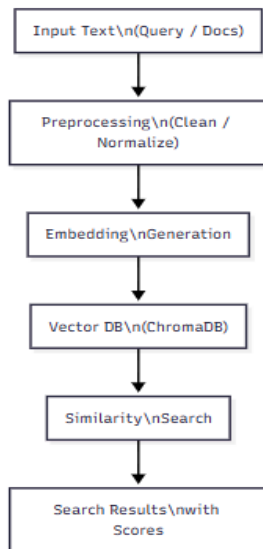 Input Text\n(Query / Docs)
Preprocessing\n(Clean /
Normalize)
Embedding\nGeneration
Vector DB\n(ChromaDB)
Similarity\nSearch
Search Results\nwith
Scores